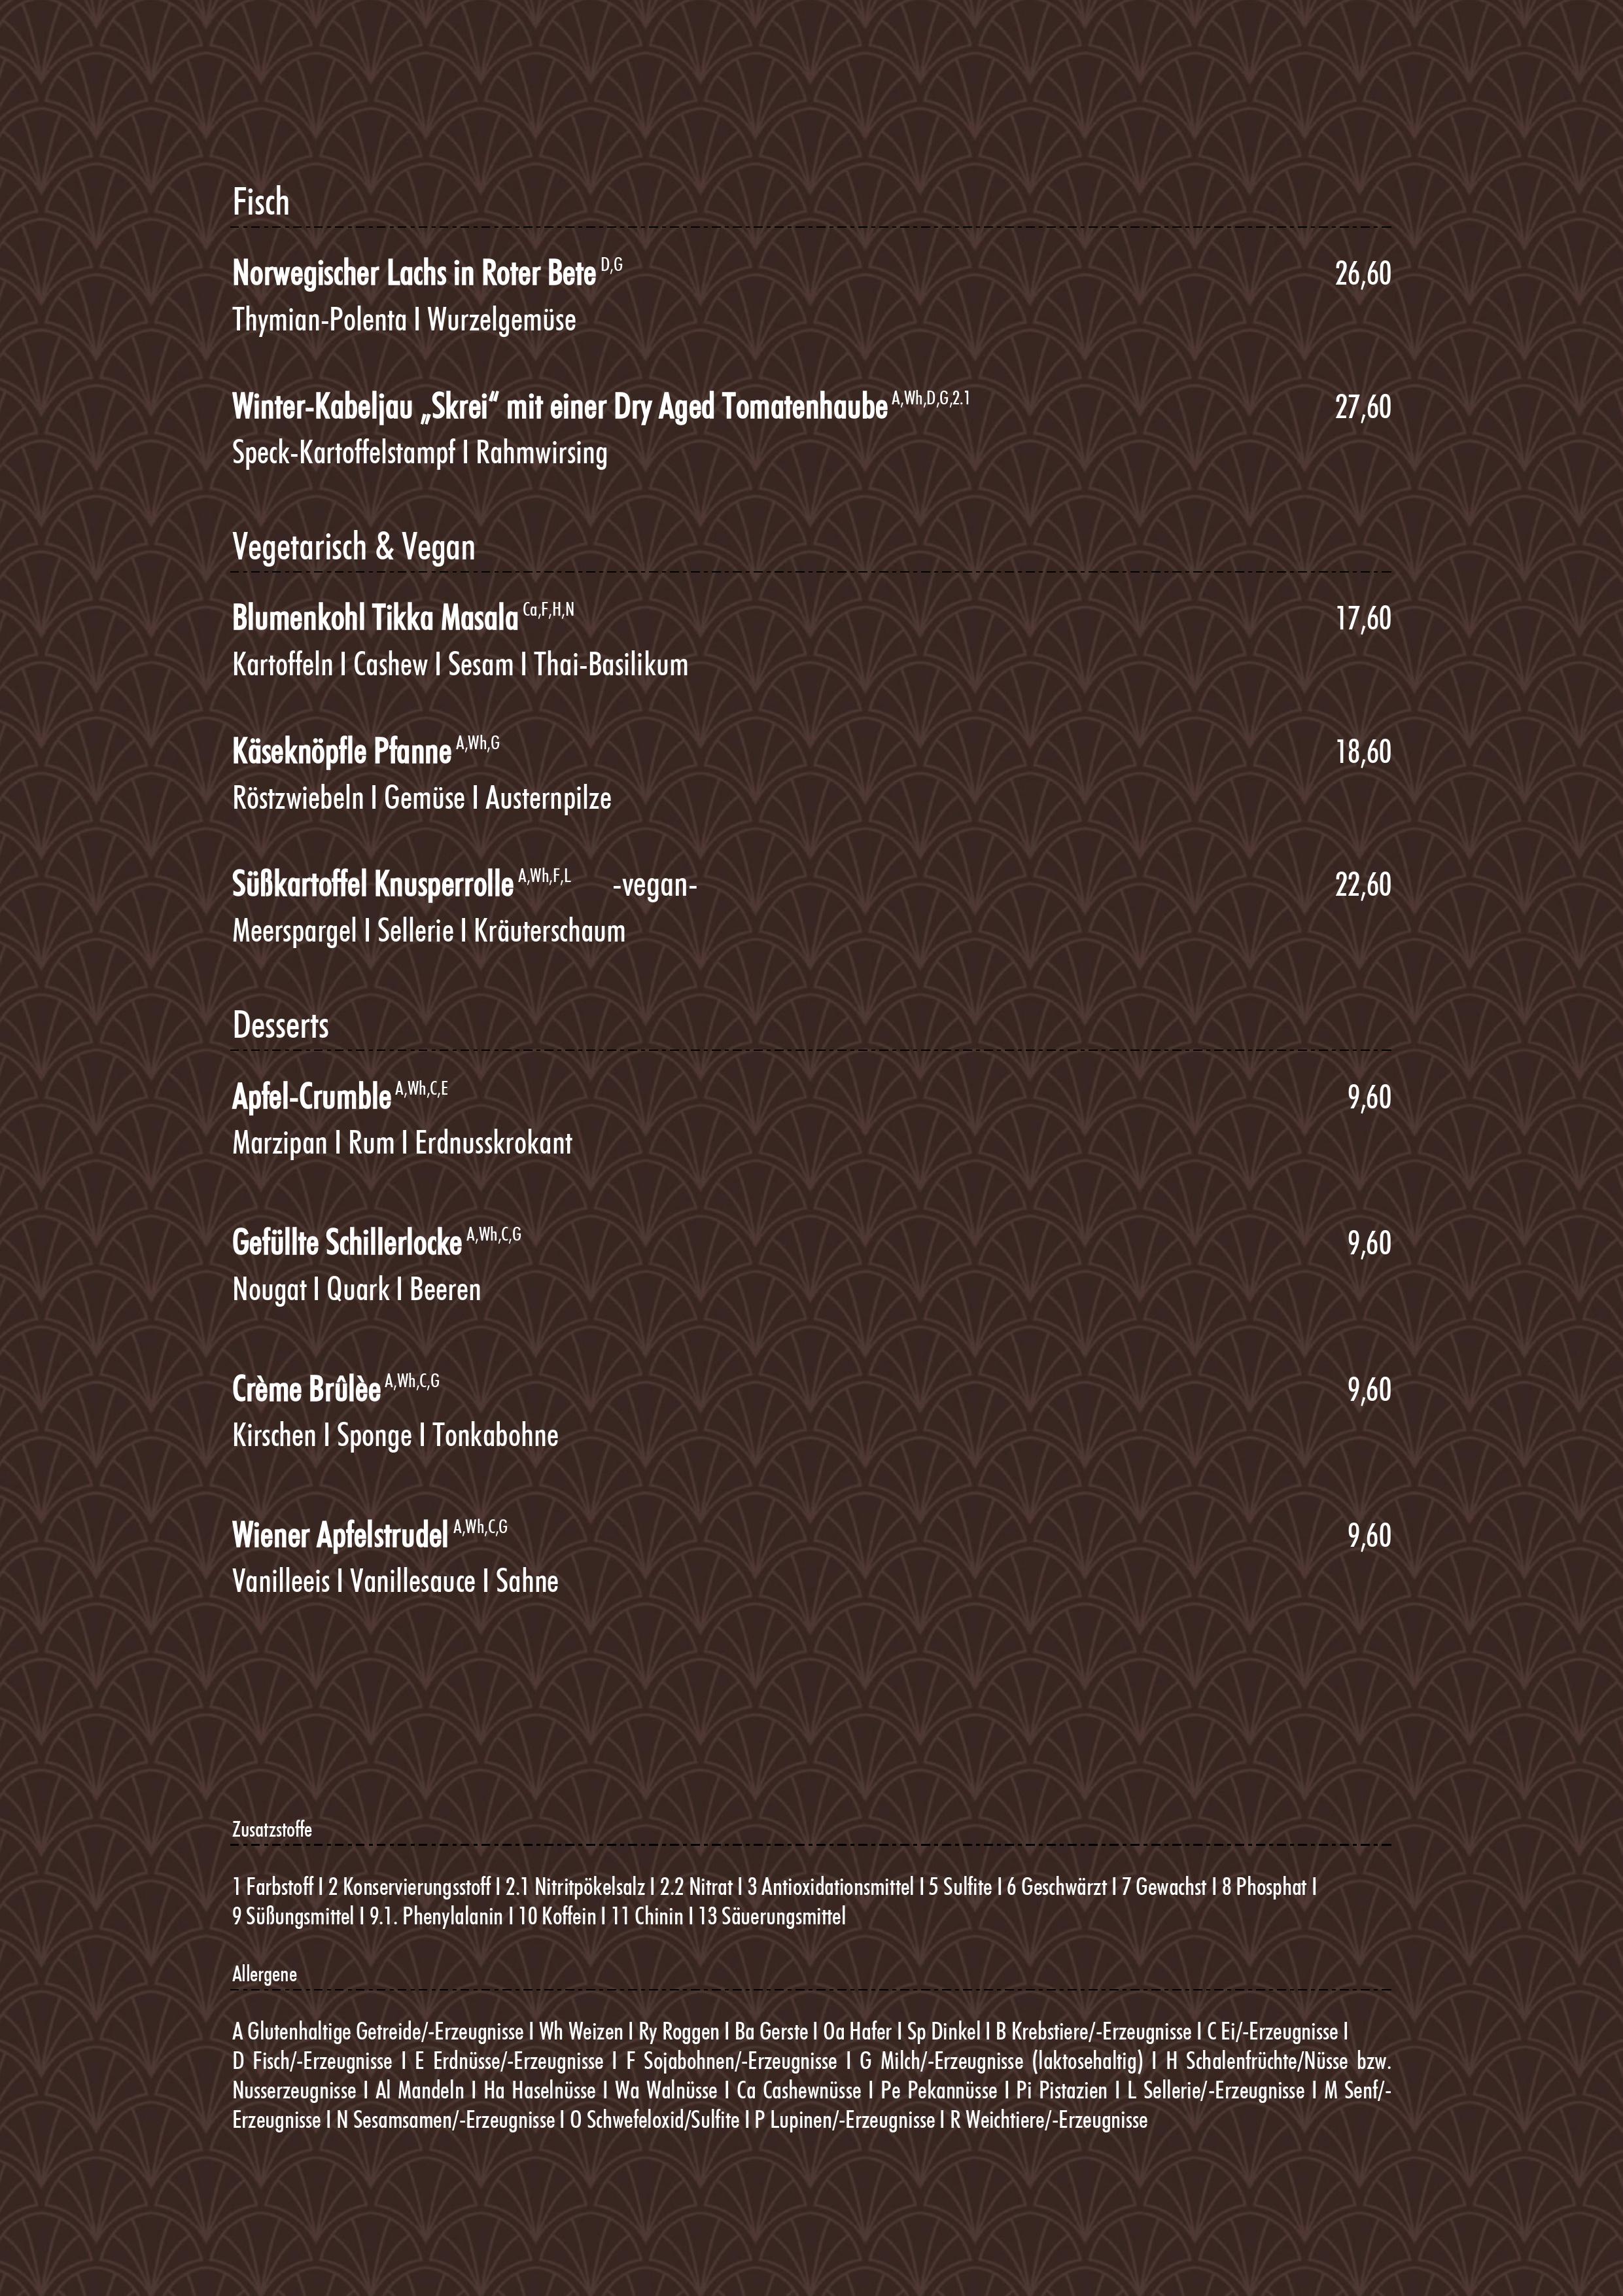 Fisch
Norwegischer Lachs in Roter Bete D,G 26,60
Thymian-Polenta I Wurzelgemüse
Winter-Kabeljau „Skrei“ mit einer Dry Aged Tomatenhaube A,Wh,D,G,2.1 27,60
Speck-Kartoffelstampf I Rahmwirsing
Vegetarisch & Vegan
Blumenkohl Tikka Masala Ca,F,H,N 17,60
Kartoffeln I Cashew I Sesam I Thai-Basilikum
Käseknöpfle Pfanne A,Wh,G 18,60
Röstzwiebeln I Gemüse I Austernpilze
Süßkartoffel Knusperrolle A,Wh,F,L -vegan- 22,60
Meerspargel I Sellerie I Kräuterschaum
Desserts
Apfel-Crumble A,Wh,C,E 9,60
Marzipan I Rum I Erdnusskrokant
Gefüllte Schillerlocke A,Wh,C,G 9,60
Nougat I Quark I Beeren
Crème Brûlèe A,Wh,C,G 9,60
Kirschen I Sponge I Tonkabohne
Wiener Apfelstrudel A,Wh,C,G 9,60
Vanilleeis I Vanillesauce I Sahne
Zusatzstoffe
1 Farbstoff I 2 Konservierungsstoff I 2.1 Nitritpökelsalz I 2.2 Nitrat I 3 Antioxidationsmittel I 5 Sulfite I 6 Geschwärzt I 7 Gewachst I 8 Phosphat I
9 Süßungsmittel I 9.1. Phenylalanin I 10 Koffein I 11 Chinin I 13 Säuerungsmittel
Allergene
A Glutenhaltige Getreide/-Erzeugnisse I Wh Weizen I Ry Roggen I Ba Gerste I Oa Hafer I Sp Dinkel I B Krebstiere/-Erzeugnisse I C Ei/-Erzeugnisse I
D Fisch/-Erzeugnisse I E Erdnüsse/-Erzeugnisse I F Sojabohnen/-Erzeugnisse I G Milch/-Erzeugnisse (laktosehaltig) I H Schalenfrüchte/Nüsse bzw.
Nusserzeugnisse I Al Mandeln I Ha Haselnüsse I Wa Walnüsse I Ca Cashewnüsse I Pe Pekannüsse I Pi Pistazien I L Sellerie/-Erzeugnisse I M Senf/-
Erzeugnisse I N Sesamsamen/-Erzeugnisse I O Schwefeloxid/Sulfite I P Lupinen/-Erzeugnisse I R Weichtiere/-Erzeugnisse